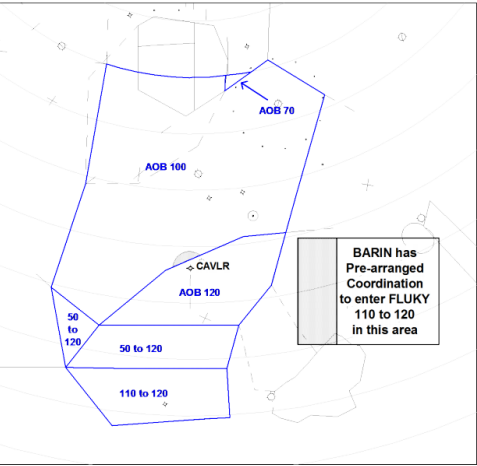 AOB 70
AOB 100
CAVLR
AOB 120
BARIN has
Pre-arranged
Coordination
to enter FLUKY
110 to 120
in this area
50
to
120
50 to 120
110 to 120